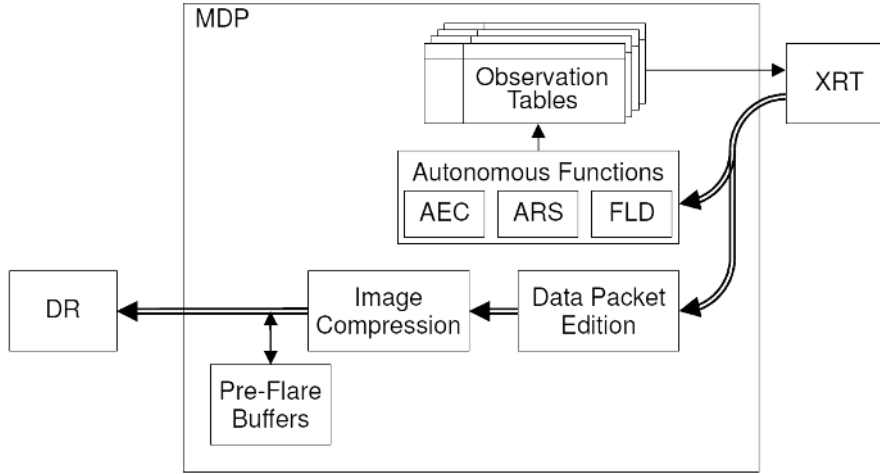 MDP
Observation
Tables
XRT
Autonomous Functions
AEC
ARS
FLD
DR
Image
Compression
Data Packet
Edition
Pre-Flare
Buffers